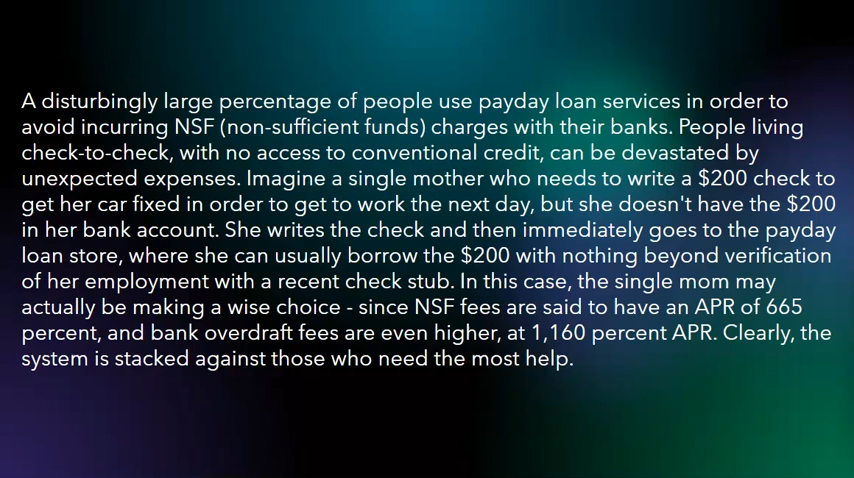 A disturbingly large percentage of people use payday loan services in order to
avoid incurring NSF (non-sufficient funds) charges with their banks. People living
check-to-check, with no access to conventional credit, can be devastated by
unexpected expenses. Imagine a single mother who needs to write a $200 check to
get her car fixed in order to get to work the next day, but she doesn't have the $200
in her bank account. She writes the check and then immediately goes to the payday
loan store, where she can usually borrow the $200 with nothing beyond verification
of her employment with a recent check stub. In this case, the single mom may
actually be making a wise choice - since NSF fees are said to have an APR of 665
percent, and bank overdraft fees are even higher, at 1,160 percent APR. Clearly, the
system is stacked against those who need the most help.